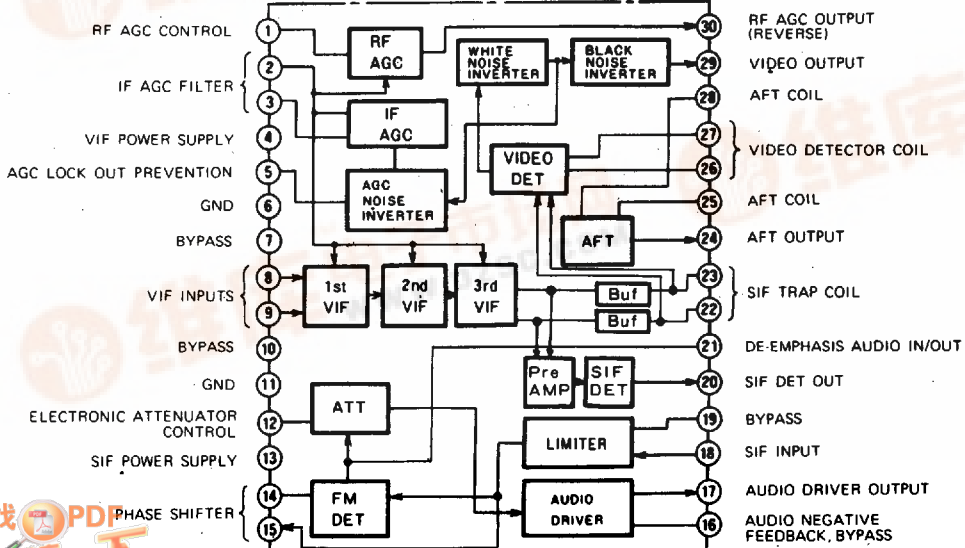 RF AGC CONTROL
1
2
IF AGC FILTER
3
VIF POWER SUPPLY
4
AGC LOCK OUT PREVENTION
5
GND
6
BYPASS
7
VIF INPUTS
8
9
BYPASS
10
GND
11
ELECTRONIC ATTENUATOR
CONTROL
12
SIF POWER SUPPLY
13
PHASE SHIFTER
14
15
RF
AGC
IF
AGC
AGC
NOISE
INVERTER
WHITE
NOISE
INVERTER
BLACK
NOISE
INVERTER
VIDEO
DET
AFT
1st
VIF
2nd
VIF
3rd
VIF
Buf
Buf
Pre
AMP
SIF
DET
ATT
LIMITER
FM
DET
AUDIO
DRIVER
30
RF AGC OUTPUT
(REVERSE)
29
VIDEO OUTPUT
28
AFT COIL
27
26
VIDEO DETECTOR COIL
25
AFT COIL
24
AFT OUTPUT
23
22
SIF TRAP COIL
21
DE-EMPHASIS AUDIO IN/OUT
20
SIF DET OUT
19
BYPASS
18
SIF INPUT
17
AUDIO DRIVER OUTPUT
16
AUDIO NEGATIVE
FEEDBACK, BYPASS
找 PDF